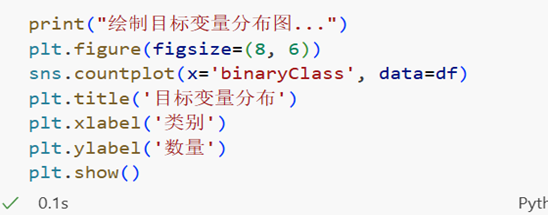 print("绘制目标变量分布图...")
plt.figure(figsize=(8, 6))
sns.countplot(x='binaryClass', data=df)
plt.title('目标变量分布')
plt.xlabel('类别')
plt.ylabel('数量')
plt.show()
0.1s Pyth